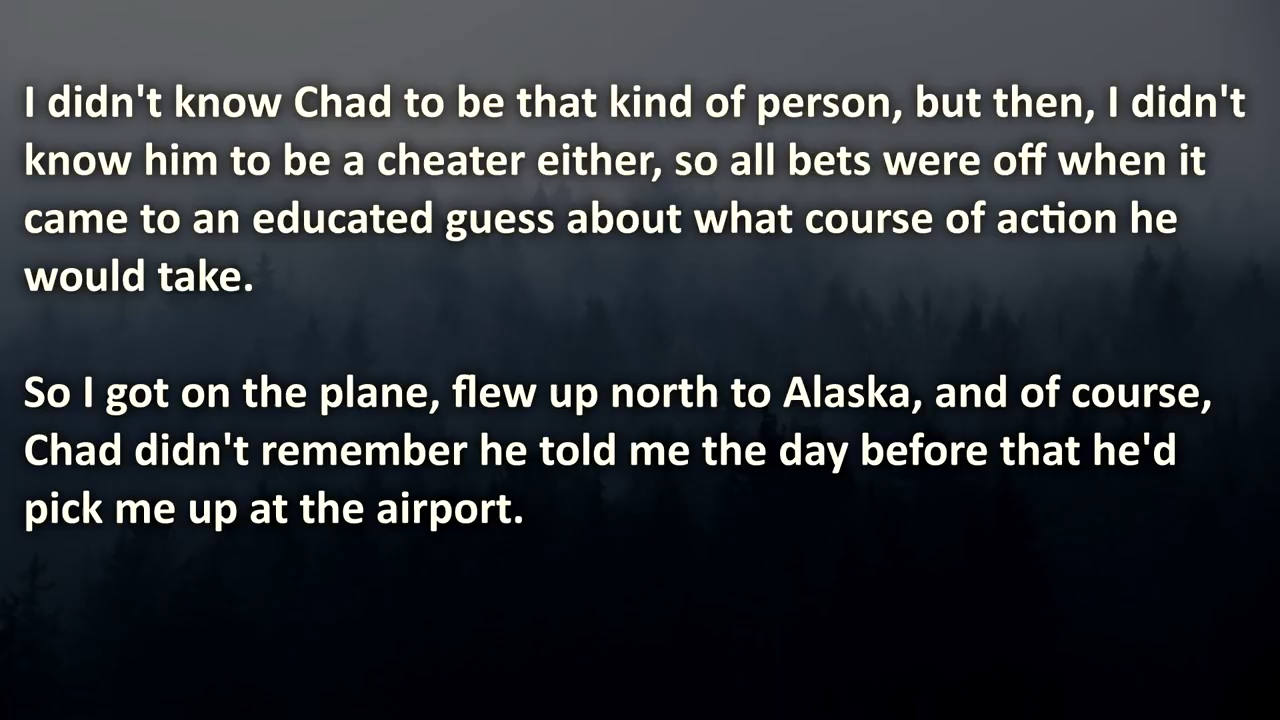 I didn't know Chad to be that kind of person, but then, I didn't
know him to be a cheater either, so all bets were off when it
came to an educated guess about what course of action he
would take.
So I got on the plane, flew up north to Alaska, and of course,
Chad didn't remember he told me the day before that he'd
pick me up at the airport.